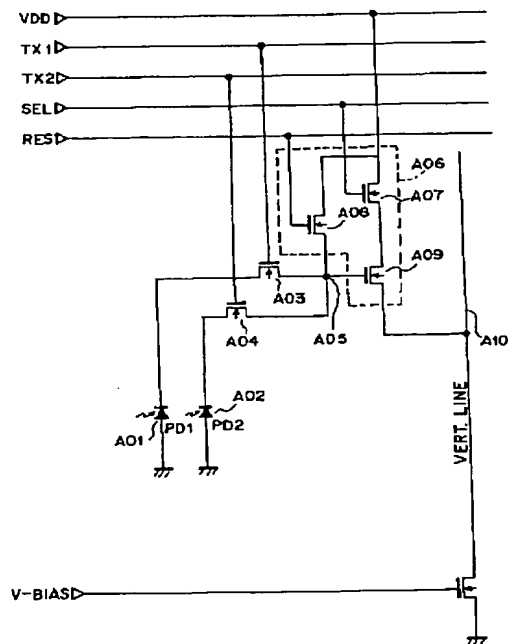 VDD
TX1
TX2
SEL
RES
A06
A07
A08
A09
A03
A05
A10
A04
A02
A01
PD1
PD2
VERT. LINE
V-BIAS